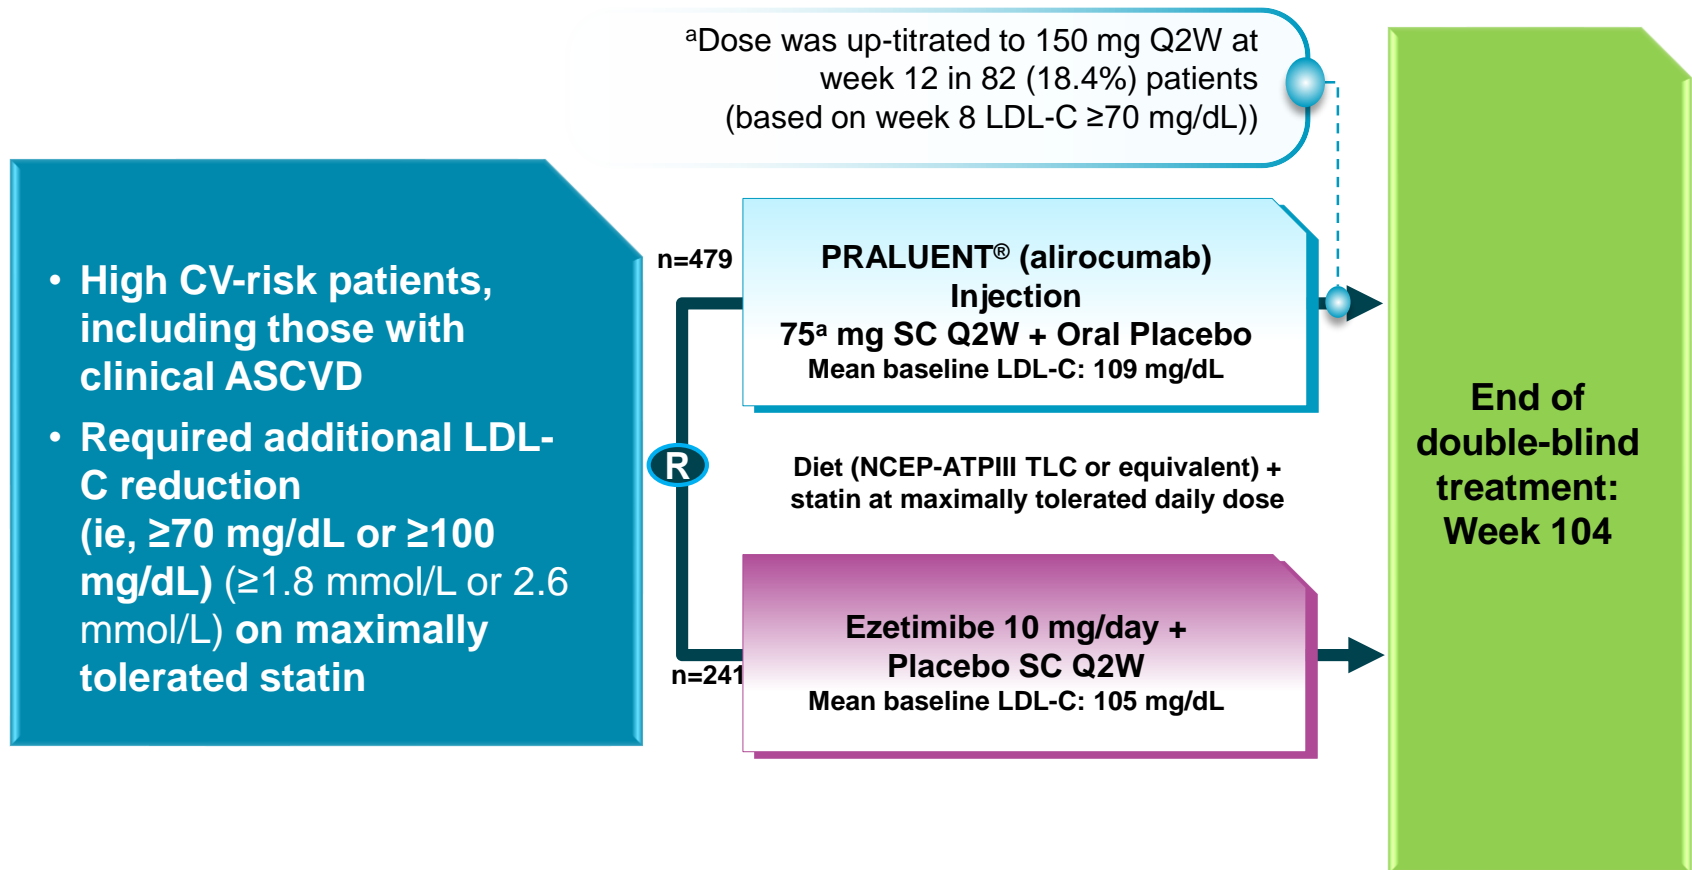 ᵃDose was up-titrated to 150 mg Q2W at
week 12 in 82 (18.4%) patients
(based on week 8 LDL-C ≥70 mg/dL))
• High CV-risk patients,
including those with
clinical ASCVD
• Required additional LDL-
C reduction
(ie, ≥70 mg/dL or ≥100
mg/dL) (≥1.8 mmol/L or 2.6
mmol/L) on maximally
tolerated statin
R
n=479
PRALUENT® (alirocumab)
Injection
75ᵃ mg SC Q2W + Oral Placebo
Mean baseline LDL-C: 109 mg/dL
Diet (NCEP-ATPIII TLC or equivalent) +
statin at maximally tolerated daily dose
n=241
Ezetimibe 10 mg/day +
Placebo SC Q2W
Mean baseline LDL-C: 105 mg/dL
End of
double-blind
treatment:
Week 104